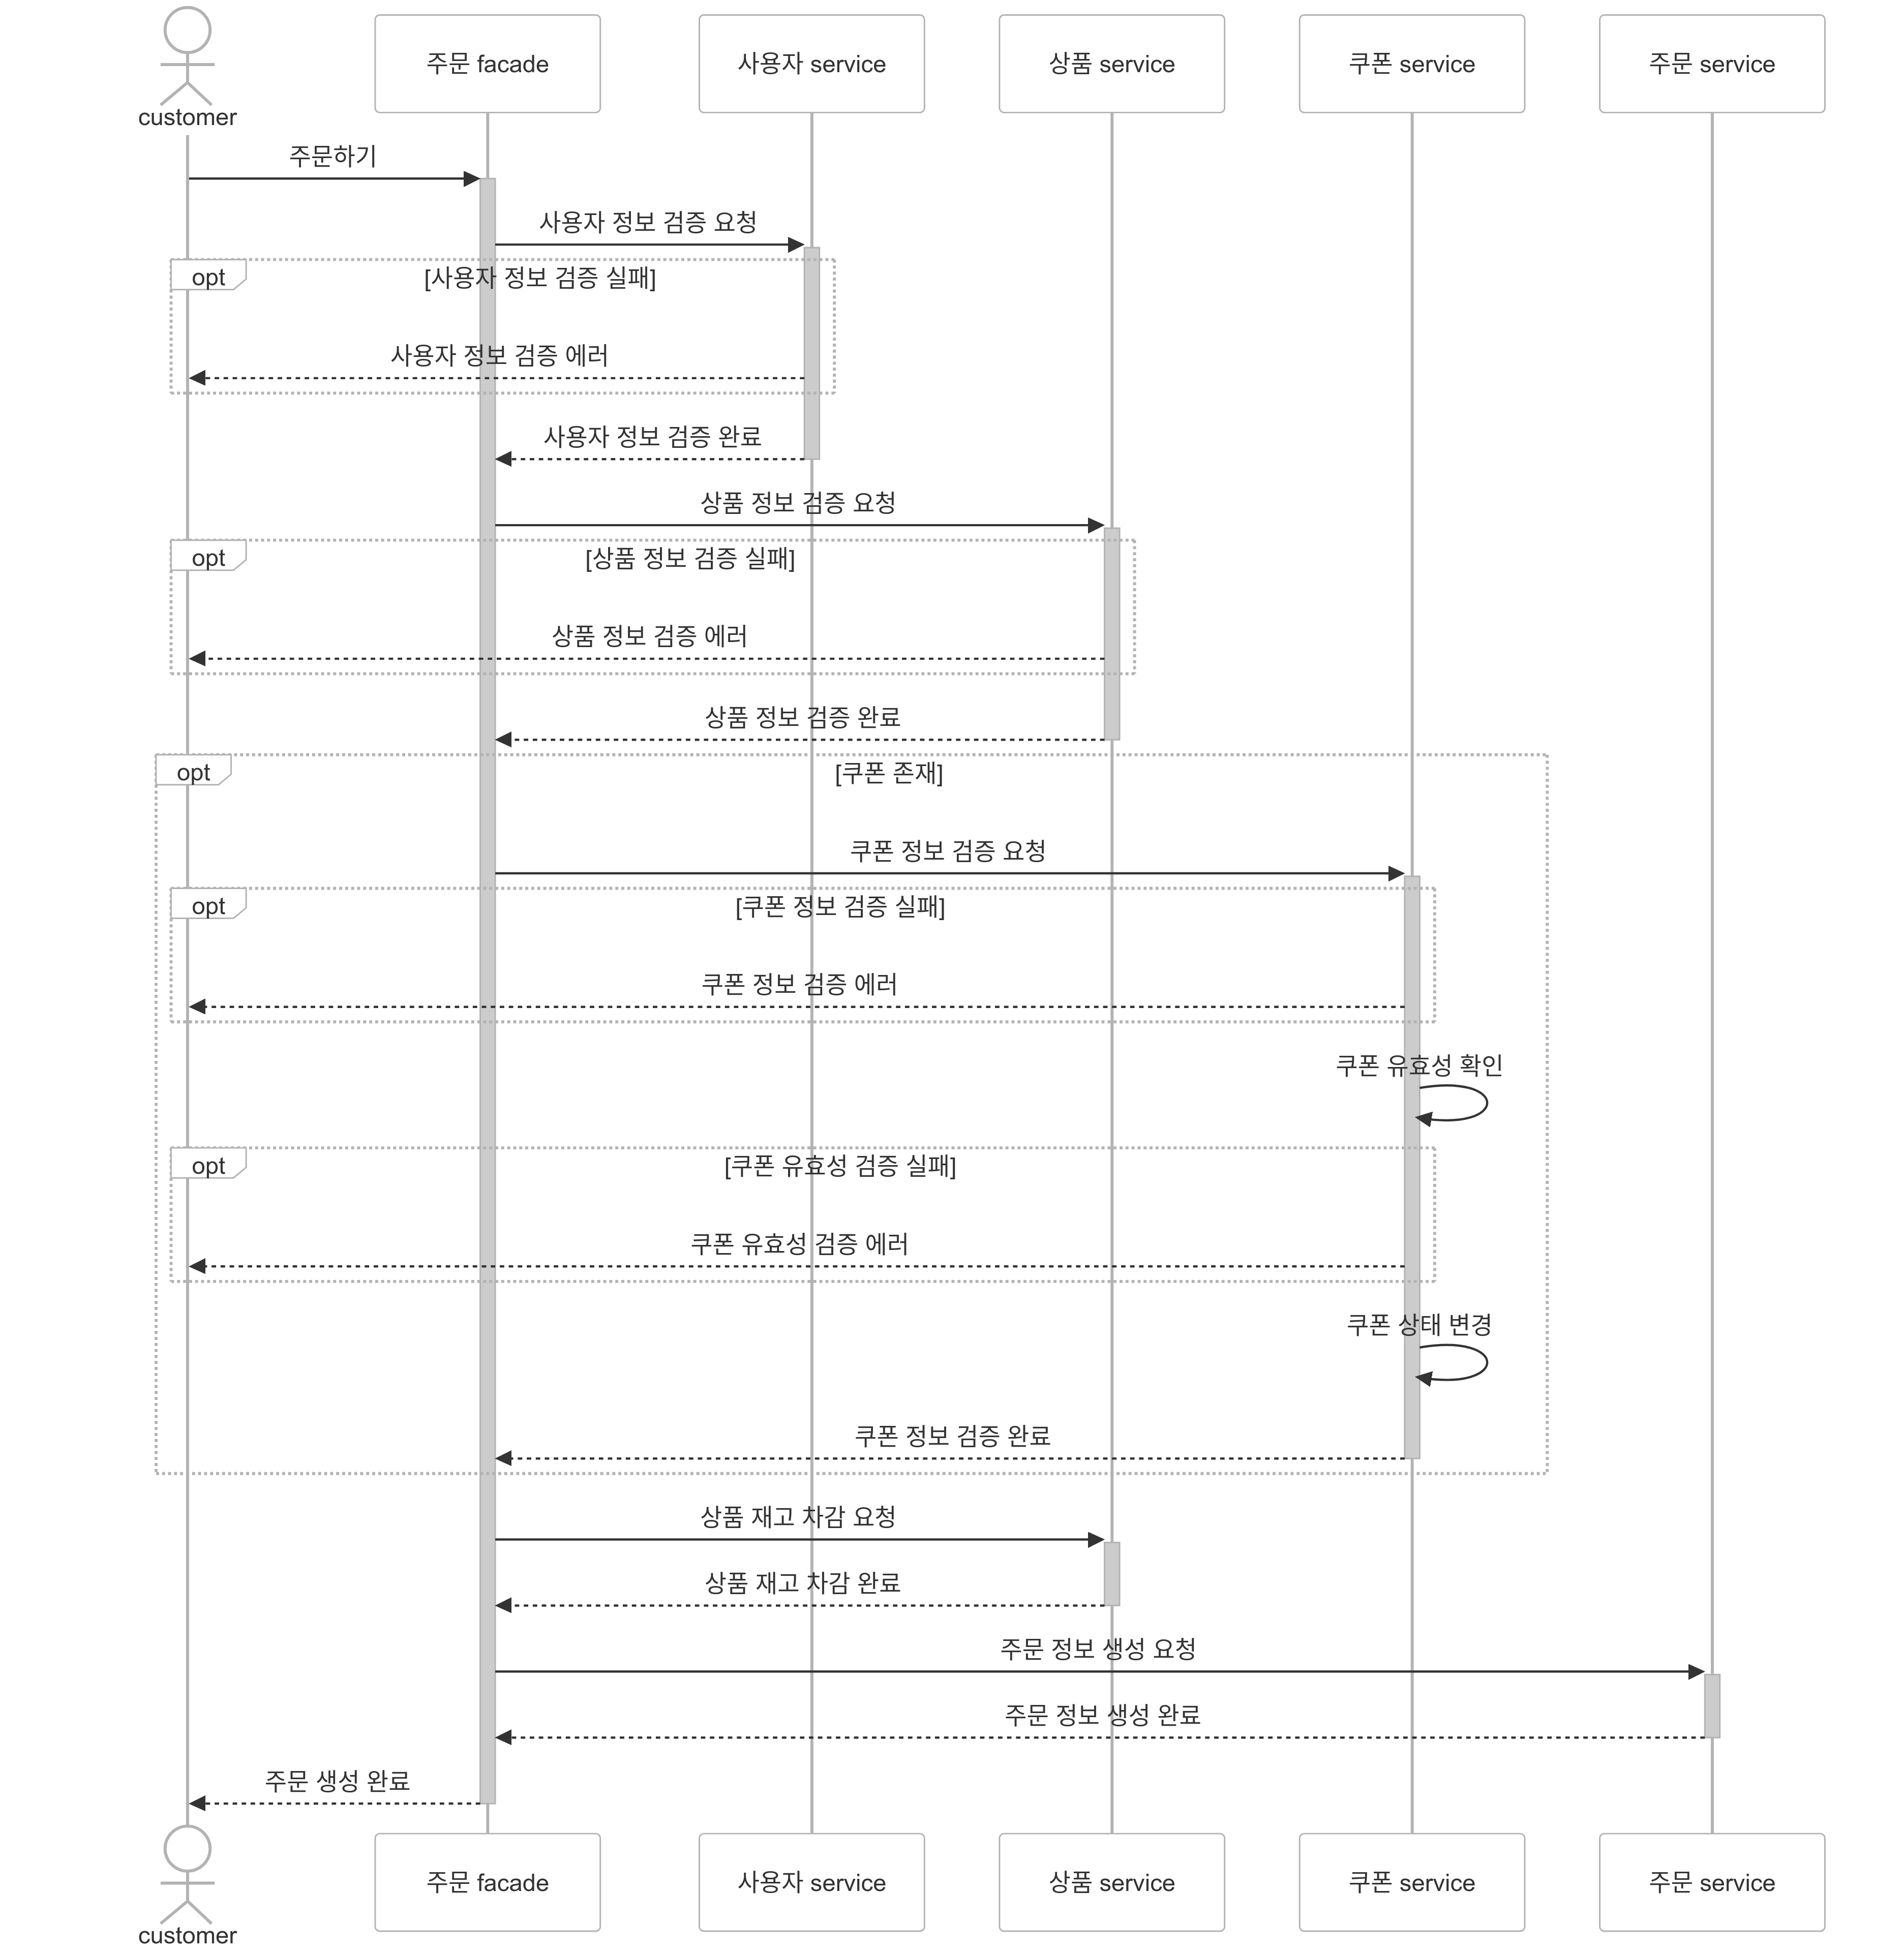 customer
주문 facade
사용자 service
상품 service
쿠폰 service
주문 service
주문하기
사용자 정보 검증 요청
opt
[사용자 정보 검증 실패]
사용자 정보 검증 에러
사용자 정보 검증 완료
상품 정보 검증 요청
opt
[상품 정보 검증 실패]
상품 정보 검증 에러
상품 정보 검증 완료
opt
[쿠폰 존재]
쿠폰 정보 검증 요청
opt
[쿠폰 정보 검증 실패]
쿠폰 정보 검증 에러
쿠폰 유효성 확인
opt
[쿠폰 유효성 검증 실패]
쿠폰 유효성 검증 에러
쿠폰 상태 변경
쿠폰 정보 검증 완료
상품 재고 차감 요청
상품 재고 차감 완료
주문 정보 생성 요청
주문 정보 생성 완료
주문 생성 완료
customer
주문 facade
사용자 service
상품 service
쿠폰 service
주문 service